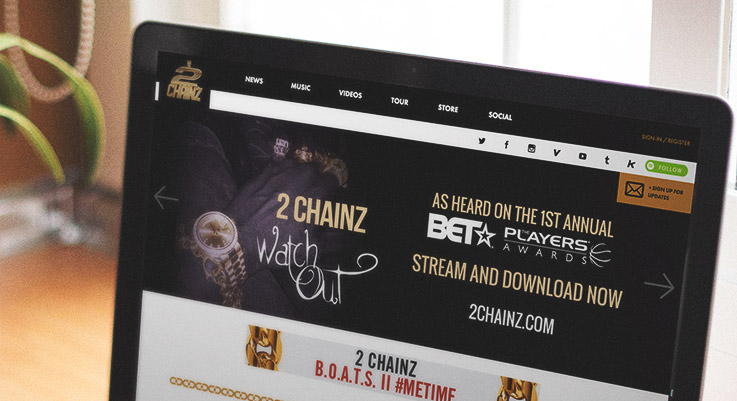 2
CHAINZ
NEWS
MUSIC
VIDEOS
TOUR
STORE
SOCIAL
SIGN IN / REGISTER
FOLLOW
+ SIGN UP FOR
UPDATES
2 CHAINZ
Watch
Out
AS HEARD ON THE 1ST ANNUAL
BET THE PLAYERS'
AWARDS
STREAM AND DOWNLOAD NOW
2CHAINZ.COM
2 CHAINZ
B.O.A.T.S. II #METIME